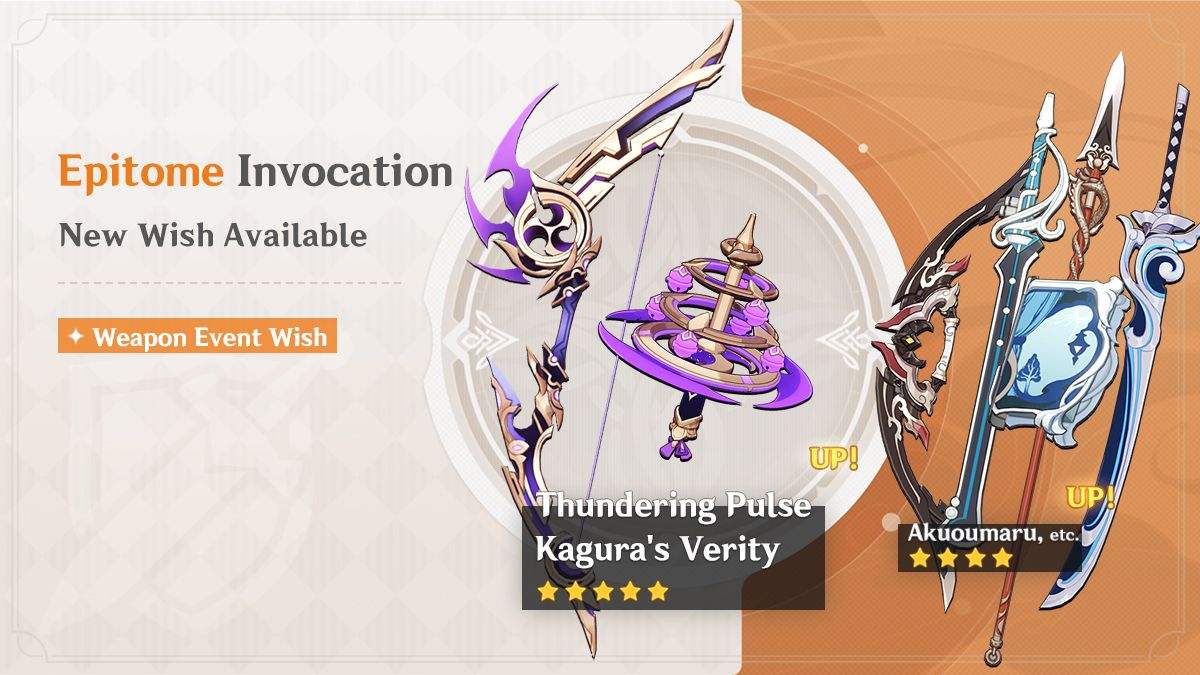 Epitome Invocation
New Wish Available
✦ Weapon Event Wish
UP!
Thundering Pulse
Kagura's Verity
UP!
Akuoumaru, etc.